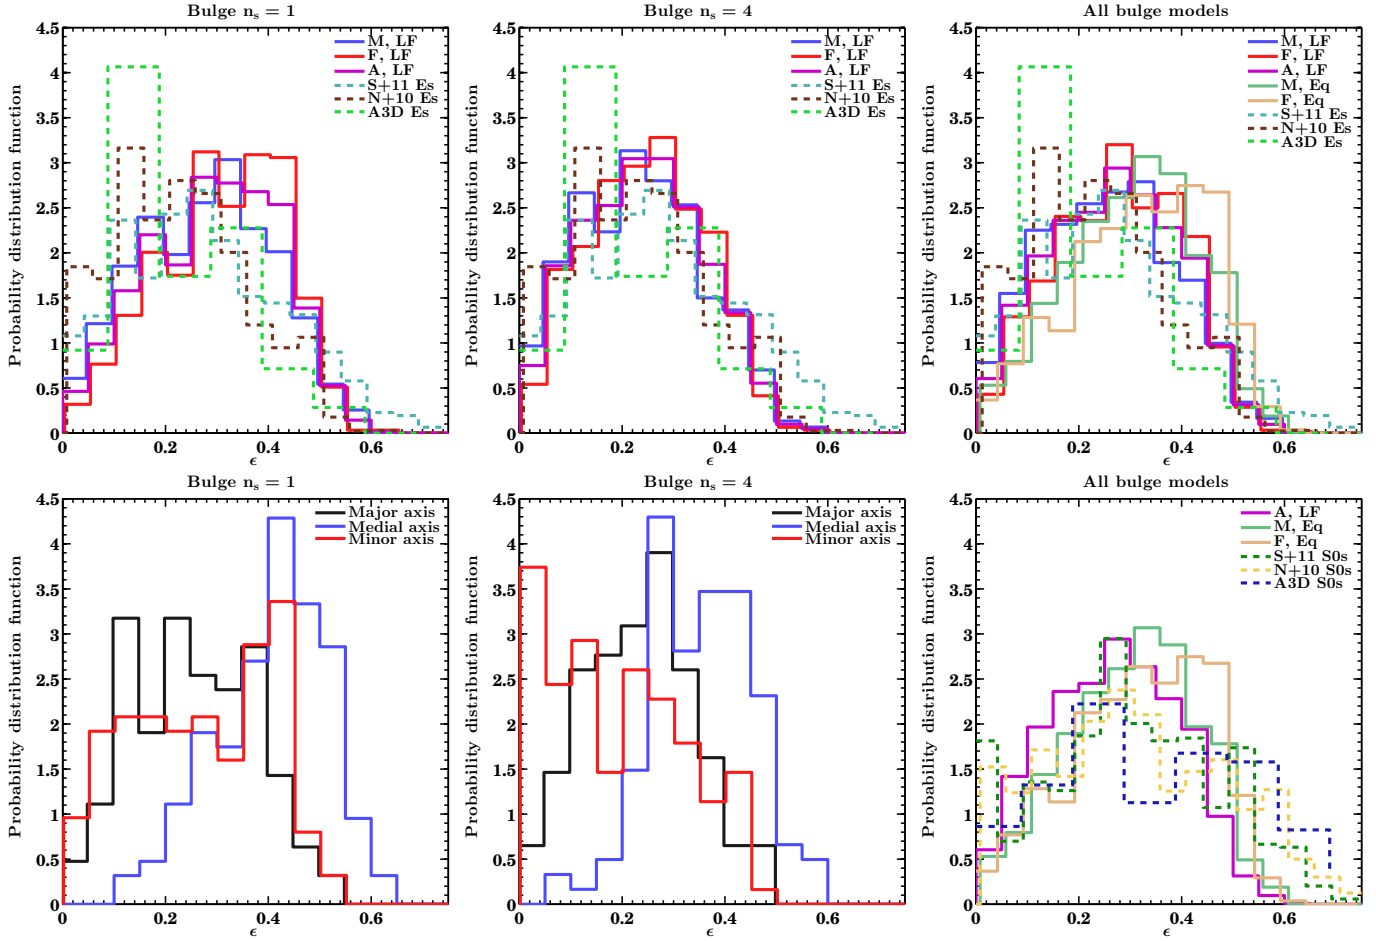 Bulge n_s = 1
Probability distribution function
4.5
4
3.5
3
2.5
2
1.5
1
0.5
0
M, LF
F, LF
A, LF
S+11 Es
N+10 Es
A3D Es
0 0.2 0.4 0.6
ϵ
Bulge n_s = 4
Probability distribution function
4.5
4
3.5
3
2.5
2
1.5
1
0.5
0
M, LF
F, LF
A, LF
S+11 Es
N+10 Es
A3D Es
0 0.2 0.4 0.6
ϵ
All bulge models
Probability distribution function
4.5
4
3.5
3
2.5
2
1.5
1
0.5
0
M, LF
F, LF
A, LF
M, Eq
F, Eq
S+11 Es
N+10 Es
A3D Es
0 0.2 0.4 0.6
ϵ
Bulge n_s = 1
Probability distribution function
4.5
4
3.5
3
2.5
2
1.5
1
0.5
0
Major axis
Medial axis
Minor axis
0 0.2 0.4 0.6
ϵ
Bulge n_s = 4
Probability distribution function
4.5
4
3.5
3
2.5
2
1.5
1
0.5
0
Major axis
Medial axis
Minor axis
0 0.2 0.4 0.6
ϵ
All bulge models
Probability distribution function
4.5
4
3.5
3
2.5
2
1.5
1
0.5
0
A, LF
M, Eq
F, Eq
S+11 S0s
N+10 S0s
A3D S0s
0 0.2 0.4 0.6
ϵ